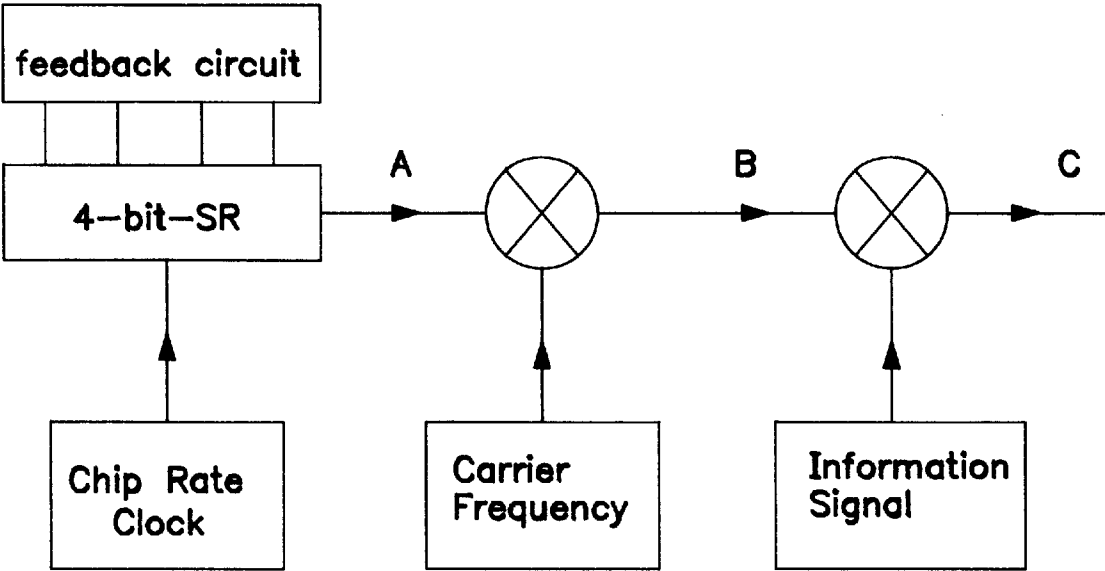 feedback circuit
4-bit-SR
A
B
C
Chip Rate
Clock
Carrier
Frequency
Information
Signal